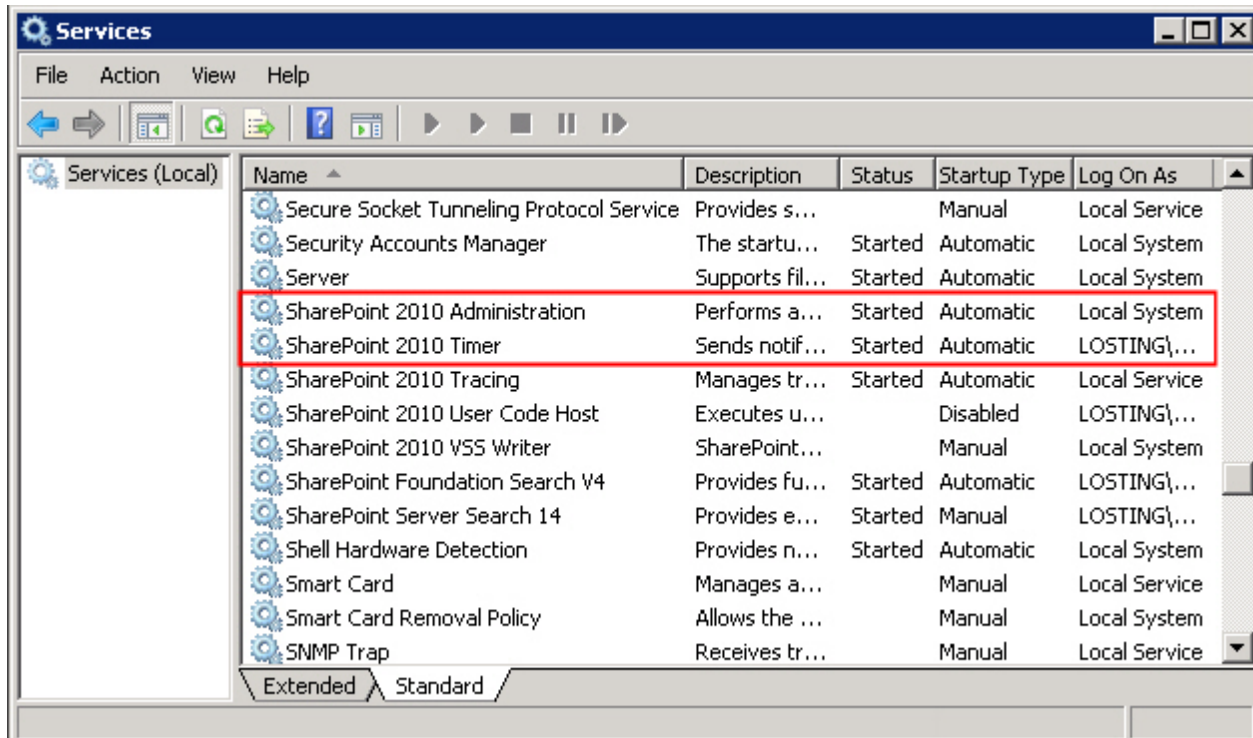 Services
File Action View Help
Services (Local)
Name Description Status Startup Type Log On As
Secure Socket Tunneling Protocol Service Provides s... Manual Local Service
Security Accounts Manager The startu... Started Automatic Local System
Server Supports fil... Started Automatic Local System
SharePoint 2010 Administration Performs a... Started Automatic Local System
SharePoint 2010 Timer Sends notif... Started Automatic LOSTING\...
SharePoint 2010 Tracing Manages tr... Started Automatic Local Service
SharePoint 2010 User Code Host Executes u... Disabled LOSTING\...
SharePoint 2010 VSS Writer SharePoint... Manual Local System
SharePoint Foundation Search V4 Provides fu... Started Automatic LOSTING\...
SharePoint Server Search 14 Provides e... Started Manual LOSTING\...
Shell Hardware Detection Provides n... Started Automatic Local System
Smart Card Manages a... Manual Local Service
Smart Card Removal Policy Allows the ... Manual Local System
SNMP Trap Receives tr... Manual Local Service
Extended Standard